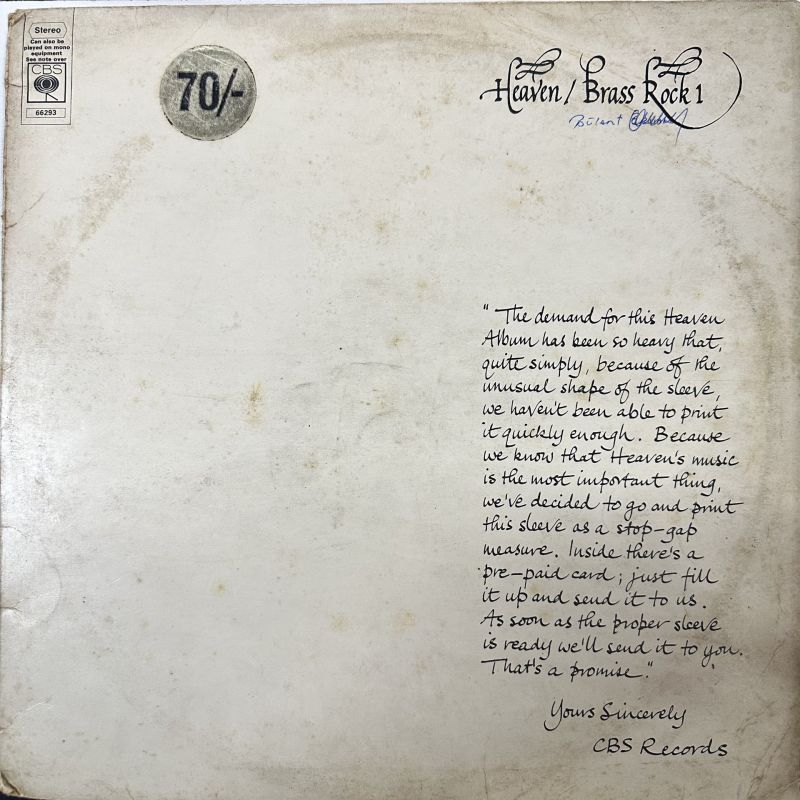 Stereo
Can also be
played on mono
equipment
See note over
CBS
66293
70/-
Heaven / Brass Rock 1
Bülent
" The demand for this Heaven
Album has been so heavy that,
quite simply, because of the
unusual shape of the sleeve,
we haven't been able to print
it quickly enough. Because
we know that Heaven's music
is the most important thing,
we've decided to go and print
this sleeve as a stop-gap
measure. Inside there's a
pre-paid card; just fill
it up and send it to us.
As soon as the proper sleeve
is ready we'll send it to you.
That's a promise."
Yours Sincerely
CBS Records